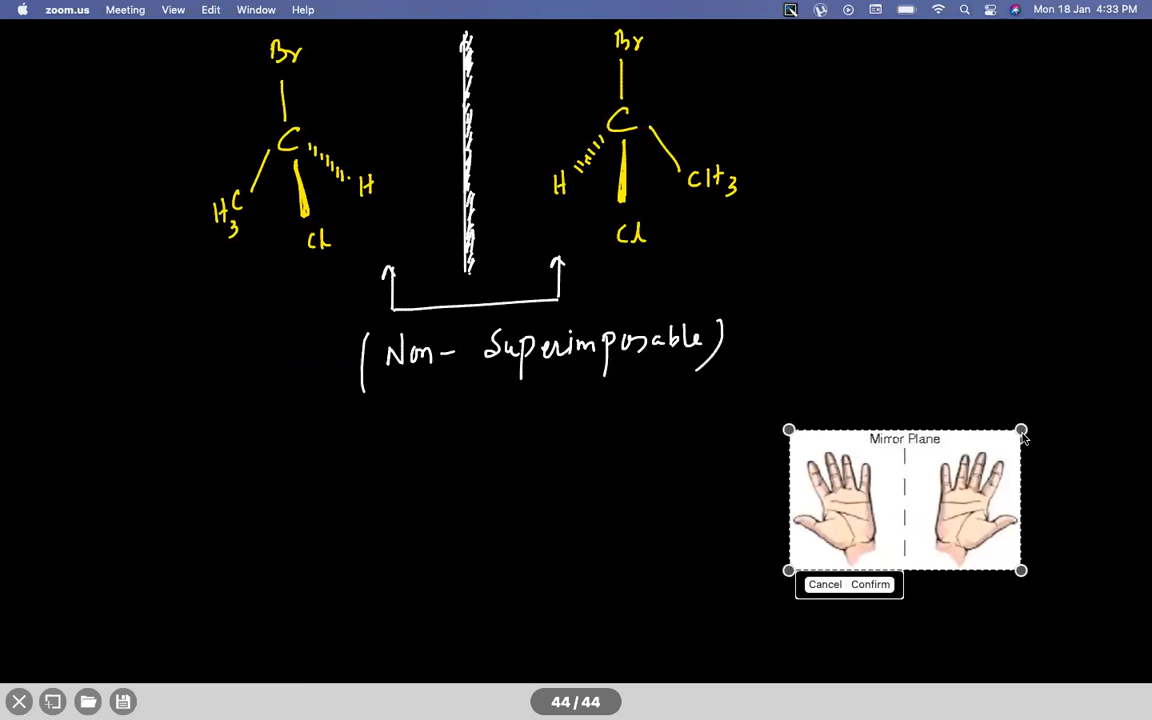 zoom.us Meeting View Edit Window Help Mon 18 Jan 4:33 PM
Br Br
C C
H3C H H CH3
Cl Cl
(Non- Superimposable)
Mirror Plane
Cancel Confirm
44/44